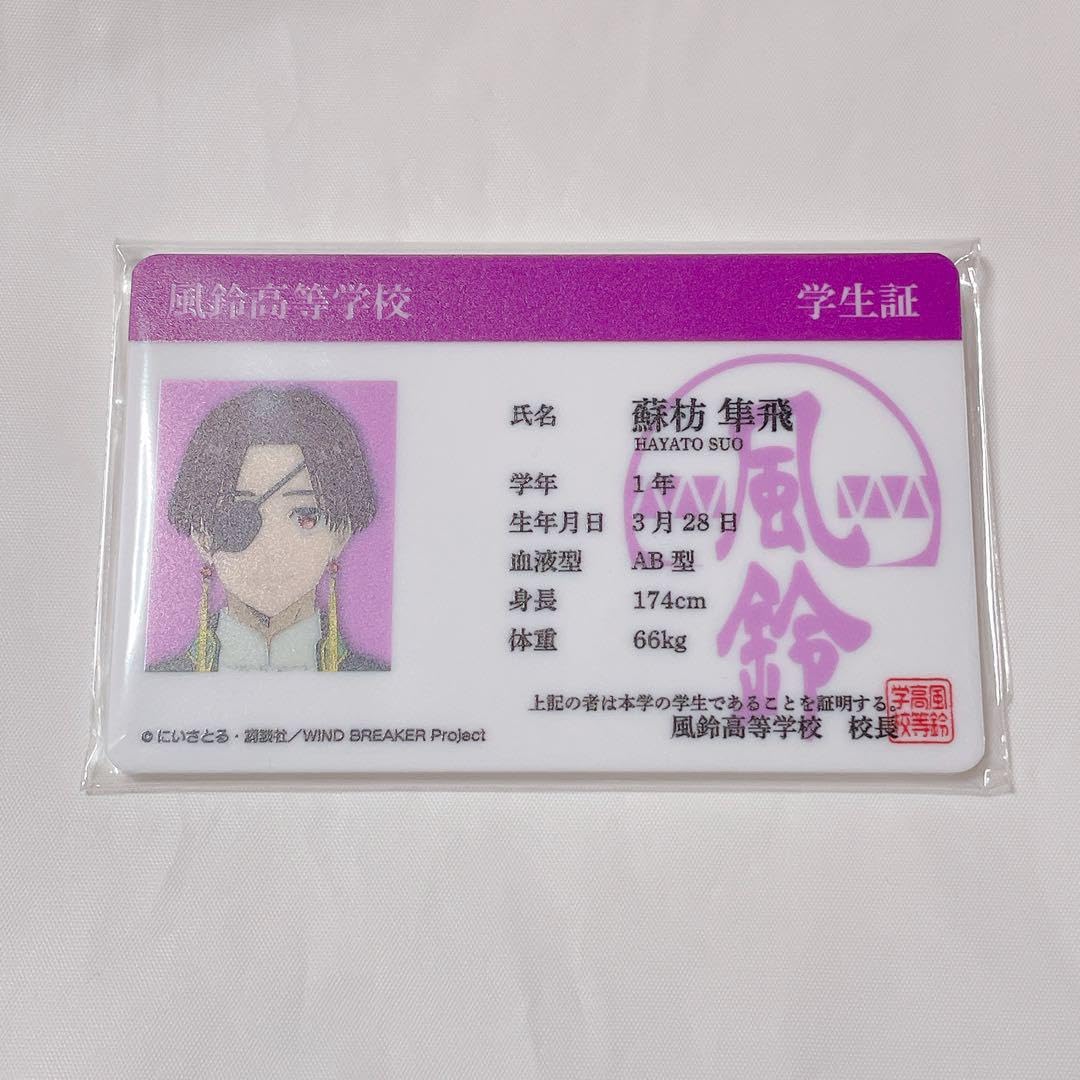 風鈴高等学校 学生証
氏名 蘇枋 隼飛
HAYATO SUO
学年 1年
生年月日 3月28日
血液型 AB型
身長 174cm
体重 66kg
風鈴
上記の者は本学の学生であることを証明する。
風鈴高等学校 校長
風鈴高等学校
© にいさとる・講談社／WIND BREAKER Project